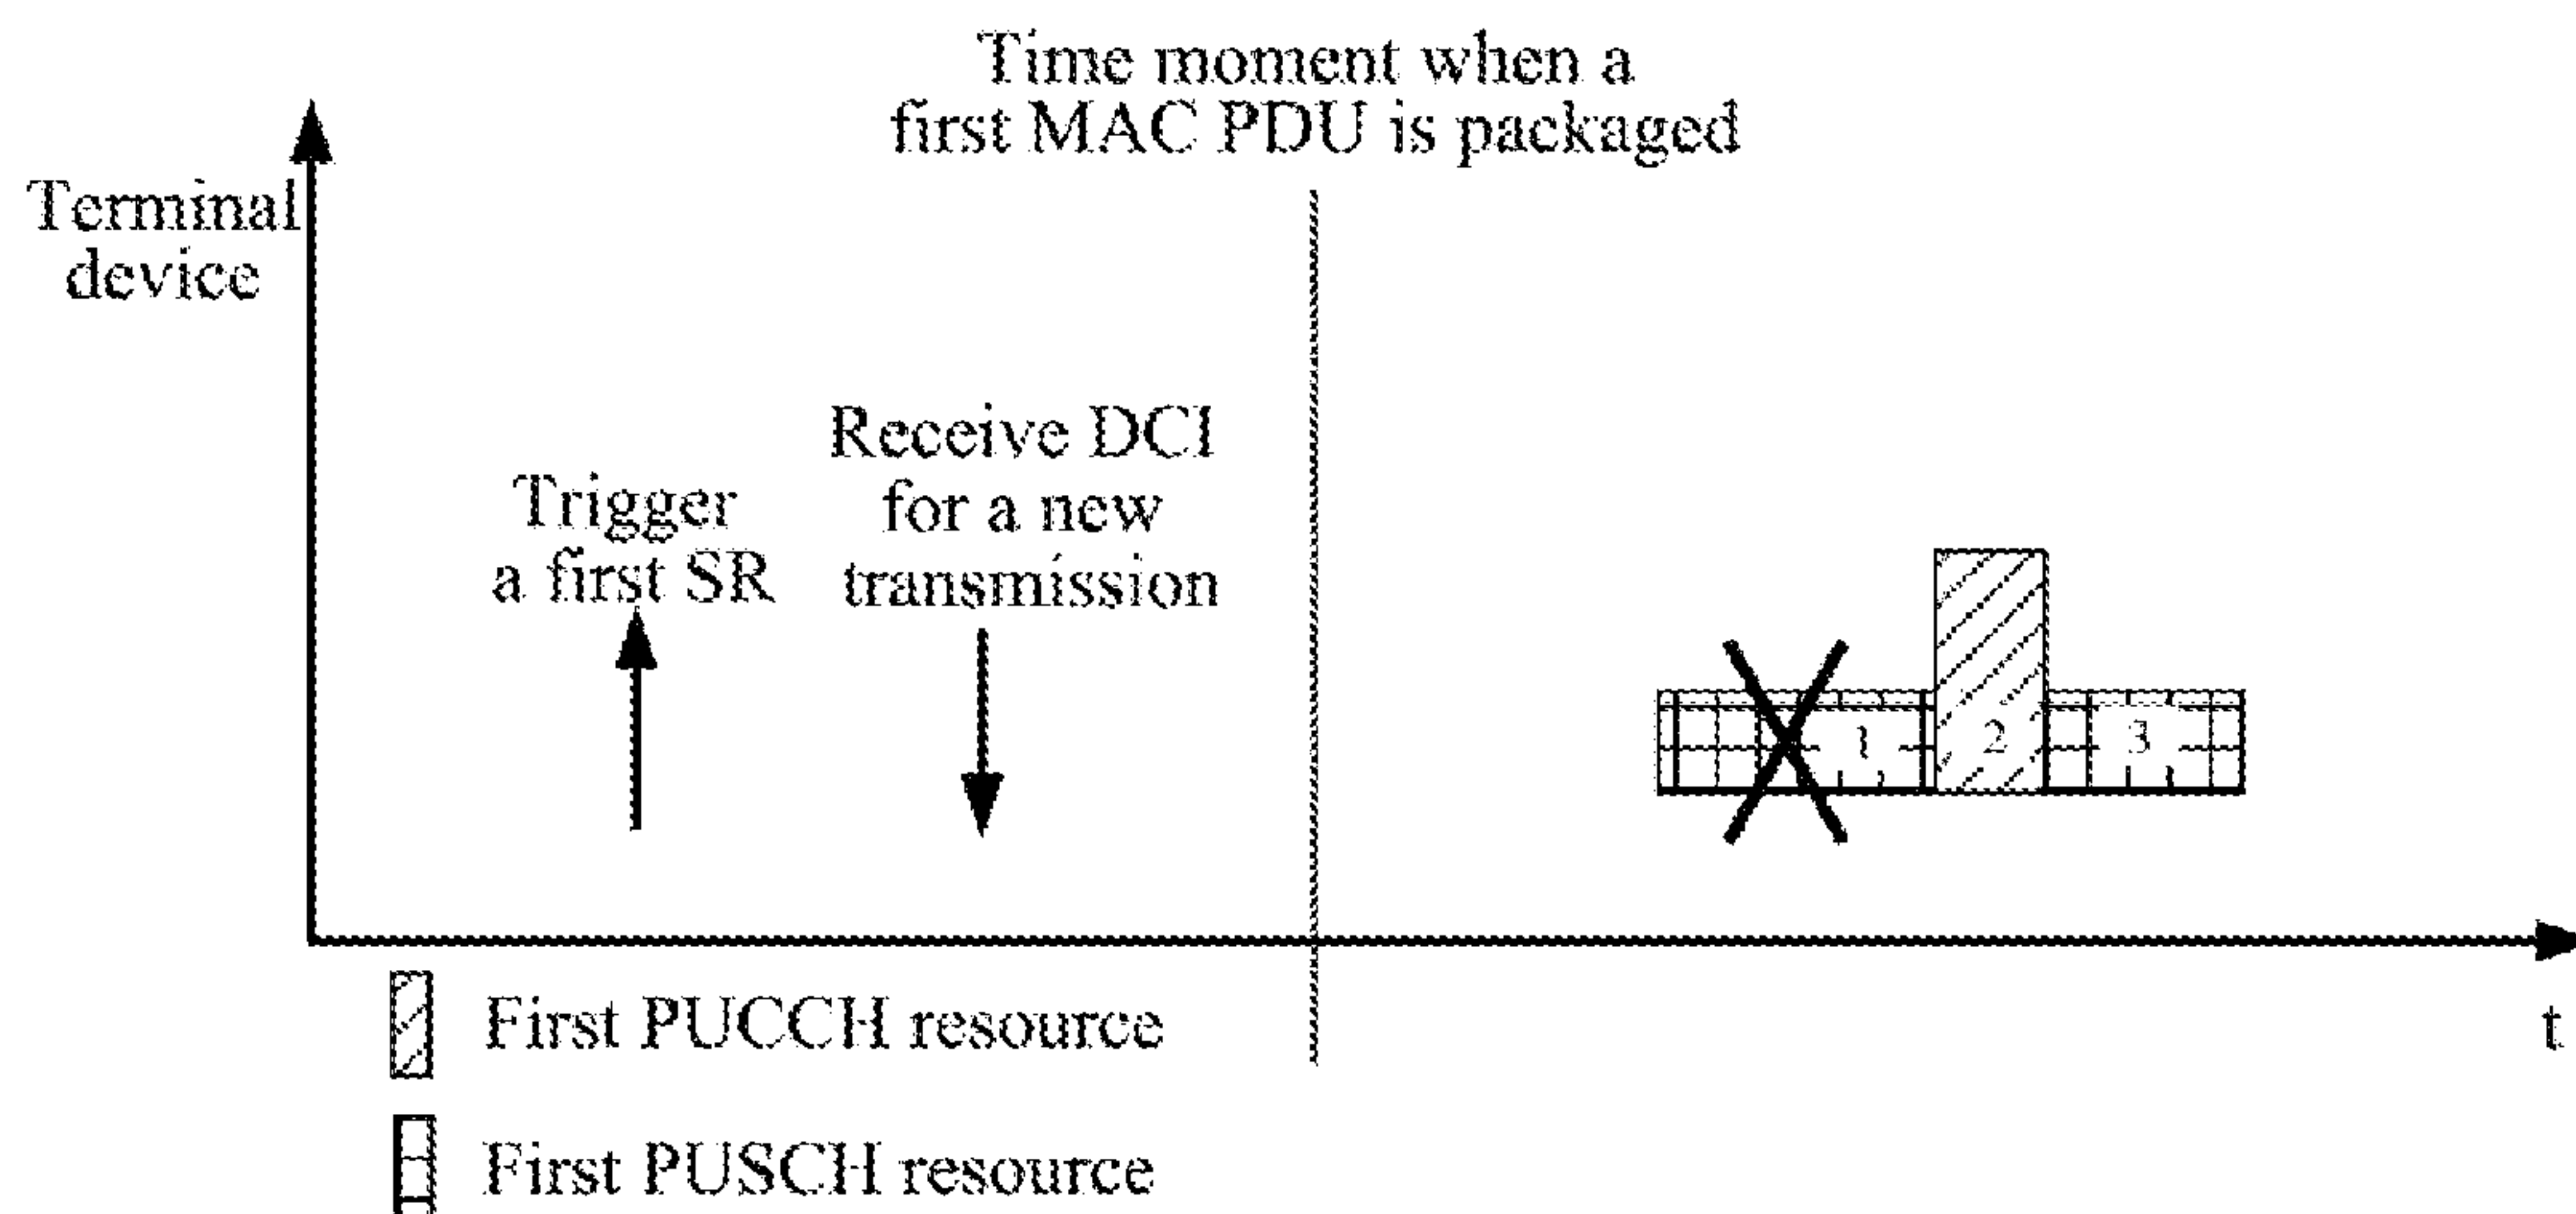 Time moment when a
first MAC PDU is packaged
Terminal
device
Receive DCI
for a new
transmission
Trigger
a first SR
1
2
3
t
First PUCCH resource
First PUSCH resource